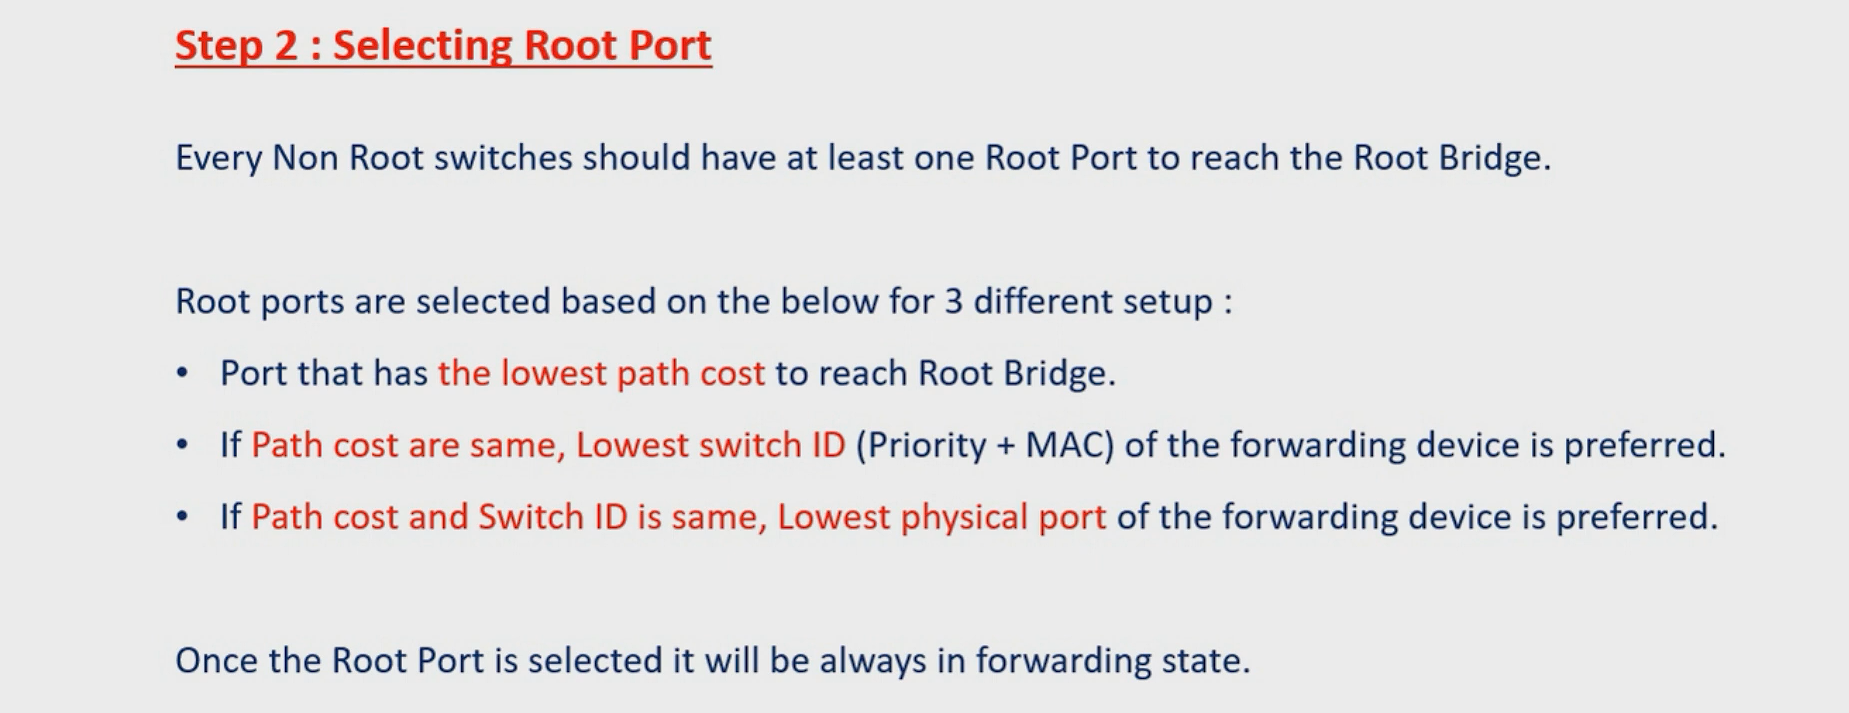 Step 2 : Selecting Root Port
Every Non Root switches should have at least one Root Port to reach the Root Bridge.
Root ports are selected based on the below for 3 different setup :
• Port that has the lowest path cost to reach Root Bridge.
• If Path cost are same, Lowest switch ID (Priority + MAC) of the forwarding device is preferred.
• If Path cost and Switch ID is same, Lowest physical port of the forwarding device is preferred.
Once the Root Port is selected it will be always in forwarding state.